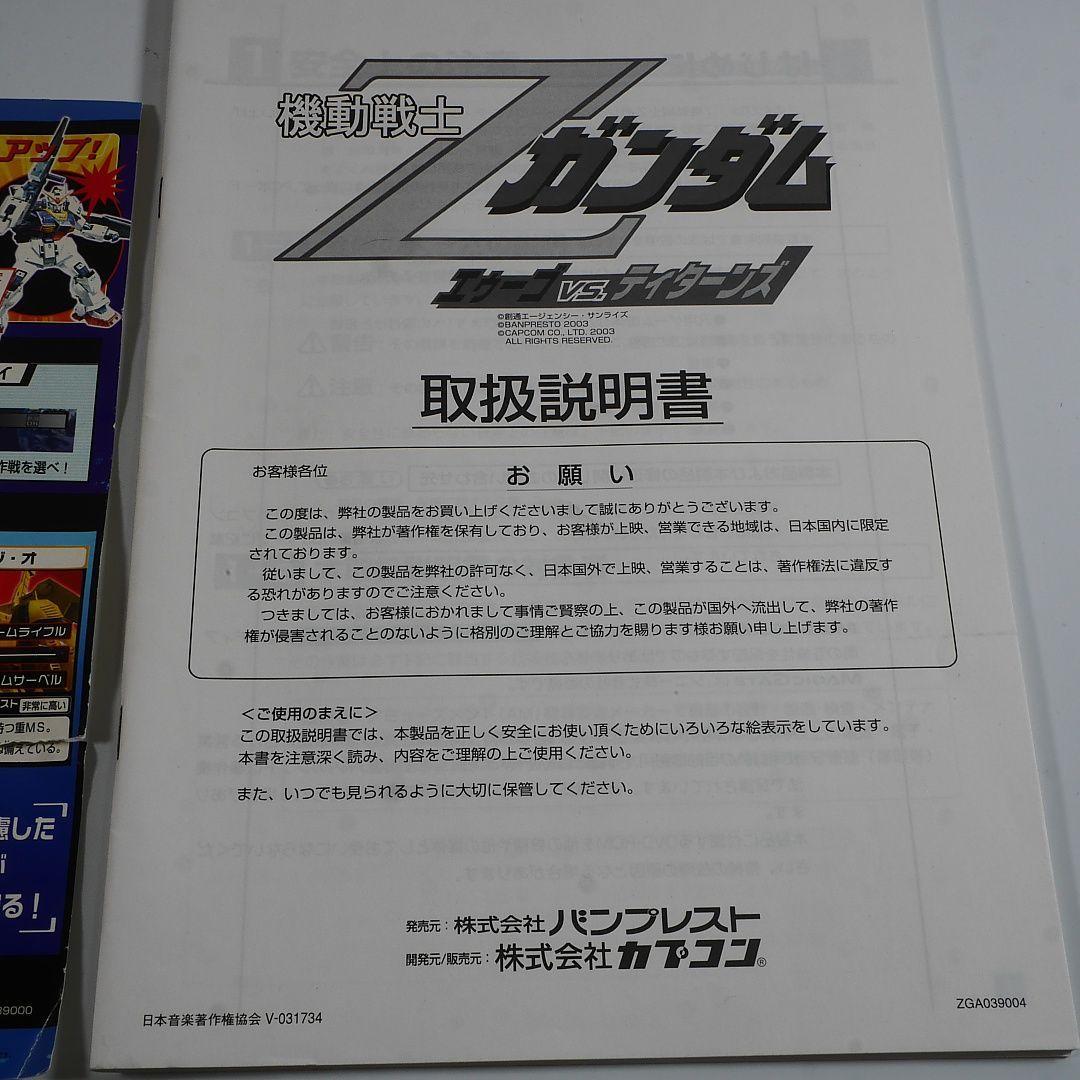 機動戦士
Zガンダム
エゥーゴ VS. ティターンズ
©創通エージェンシー・サンライズ
©BANPRESTO 2003
©CAPCOM CO., LTD. 2003
ALL RIGHTS RESERVED.
取扱説明書
お客様各位
お願い
この度は、弊社の製品をお買い上げくださいまして誠にありがとうございます。
この製品は、弊社が著作権を保有しており、お客様が上映、営業できる地域は、日本国内に限定
されております。
従いまして、この製品を弊社の許可なく、日本国外で上映、営業することは、著作権法に違反す
る恐れがありますのでご注意ください。
つきましては、お客様におかれまして事情ご賢察の上、この製品が国外へ流出して、弊社の著作
権が侵害されることのないように格別のご理解とご協力を賜ります様お願い申し上げます。
＜ご使用のまえに＞
この取扱説明書では、本製品を正しく安全にお使い頂くためにいろいろな絵表示をしています。
本書を注意深く読み、内容をご理解の上ご使用ください。
また、いつでも見られるように大切に保管してください。
発売元：株式会社 バンプレスト
開発元/販売元：株式会社 カプコン®
日本音楽著作権協会 V-031734
ZGA039004
アップ！
イ
作戦を選べ！
ジ・オ
ームライフル
ムサーベル
スト 非常に高い
持つ重MS。
備えている。
慮した
る！
39000